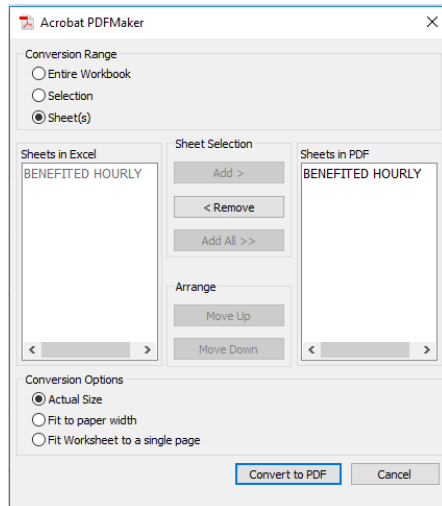 Acrobat PDFMaker
Conversion Range
Entire Workbook
Selection
Sheet(s)
Sheets in Excel
BENEFITED HOURLY
Sheet Selection
Add >
< Remove
Add All >>
Arrange
Move Up
Move Down
Sheets in PDF
BENEFITED HOURLY
Conversion Options
Actual Size
Fit to paper width
Fit Worksheet to a single page
Convert to PDF
Cancel